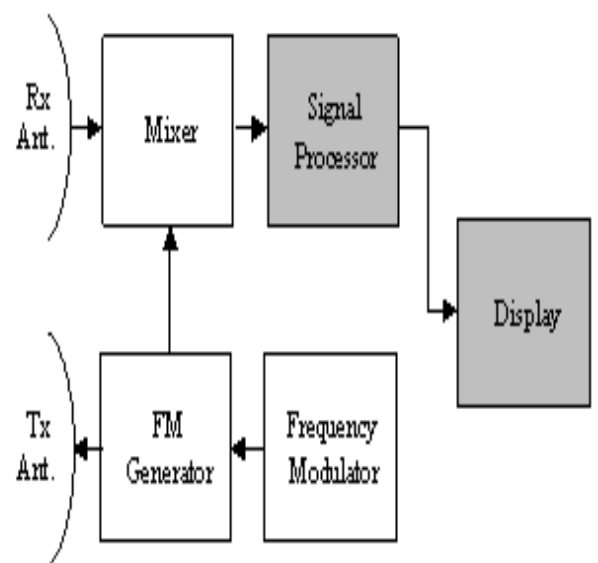 Rx
Ant.
Mixer
Signal
Processor
Display
Tx
Ant.
FM
Generator
Frequency
Modulator